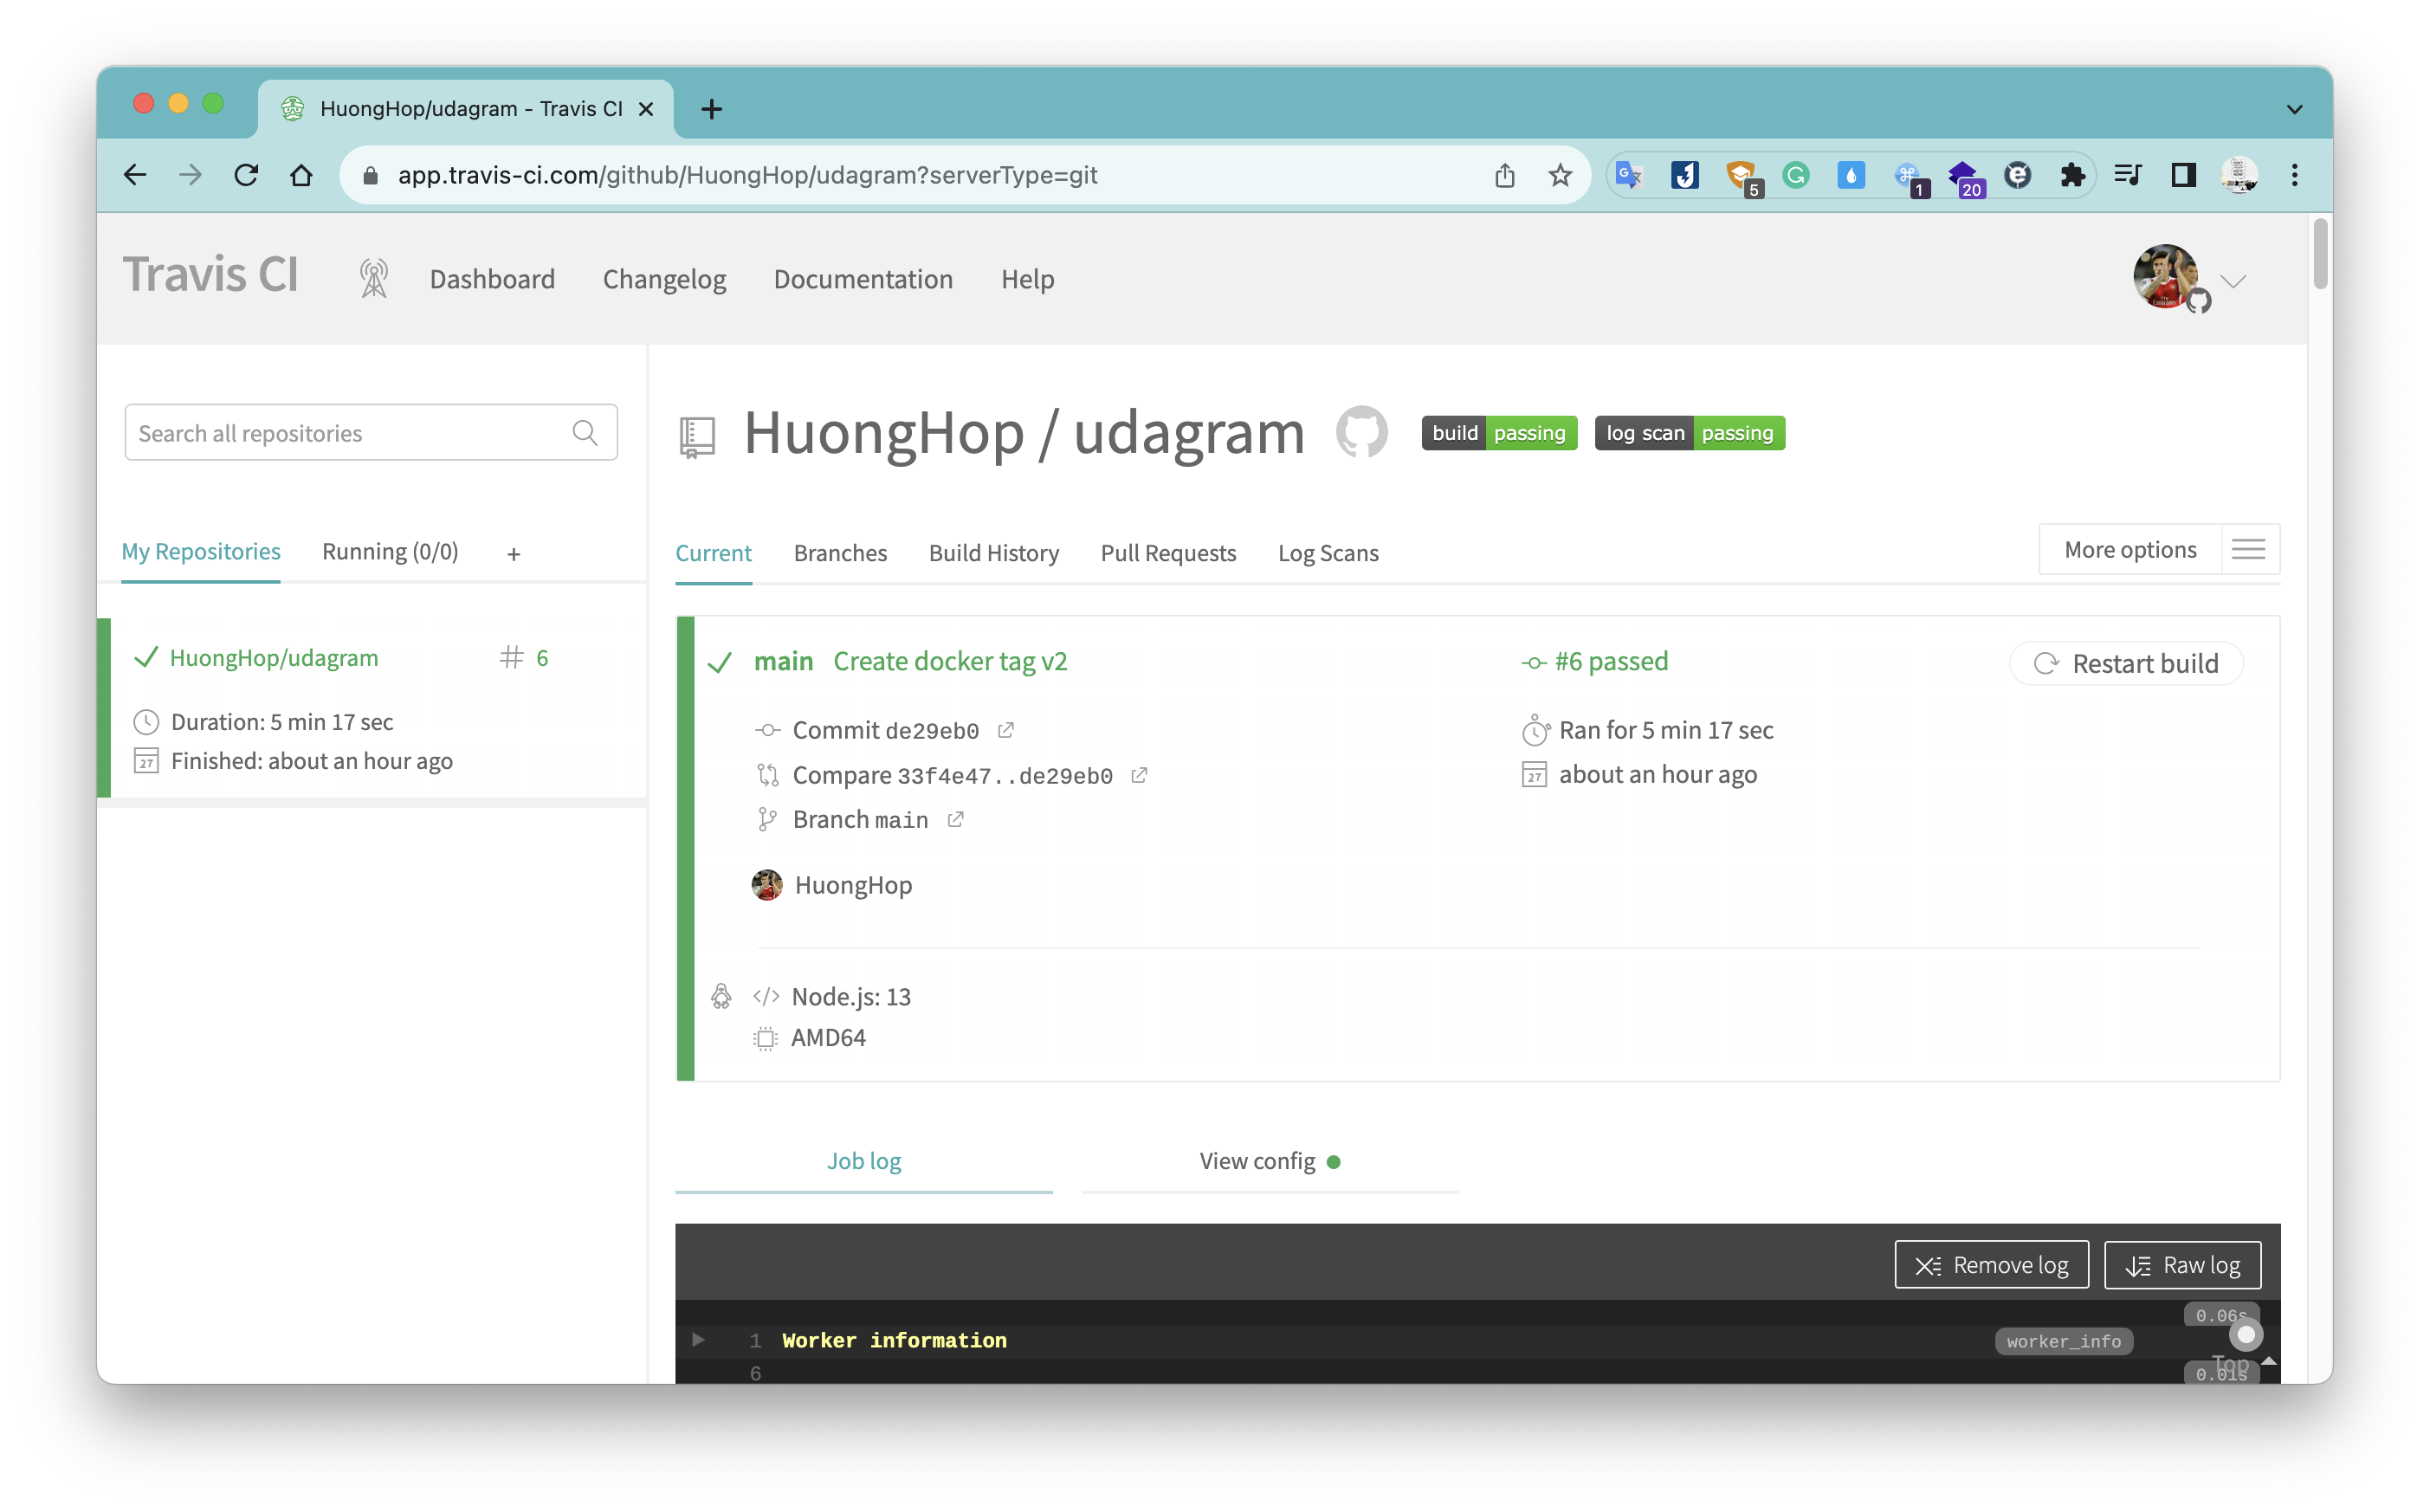 HuongHop/udagram - Travis CI
app.travis-ci.com/github/HuongHop/udagram?serverType=git
5
1
20
Travis CI
Dashboard
Changelog
Documentation
Help
Search all repositories
HuongHop / udagram
build passing
log scan passing
My Repositories
Running (0/0)
+
Current
Branches
Build History
Pull Requests
Log Scans
More options
HuongHop/udagram
# 6
Duration: 5 min 17 sec
27
Finished: about an hour ago
main Create docker tag v2
#6 passed
Restart build
Commit de29eb0
Ran for 5 min 17 sec
Compare 33f4e47..de29eb0
27
about an hour ago
Branch main
HuongHop
</> Node.js: 13
AMD64
Job log
View config
Remove log
Raw log
0.06s
1 Worker information
worker_info
6
Top
0.01s